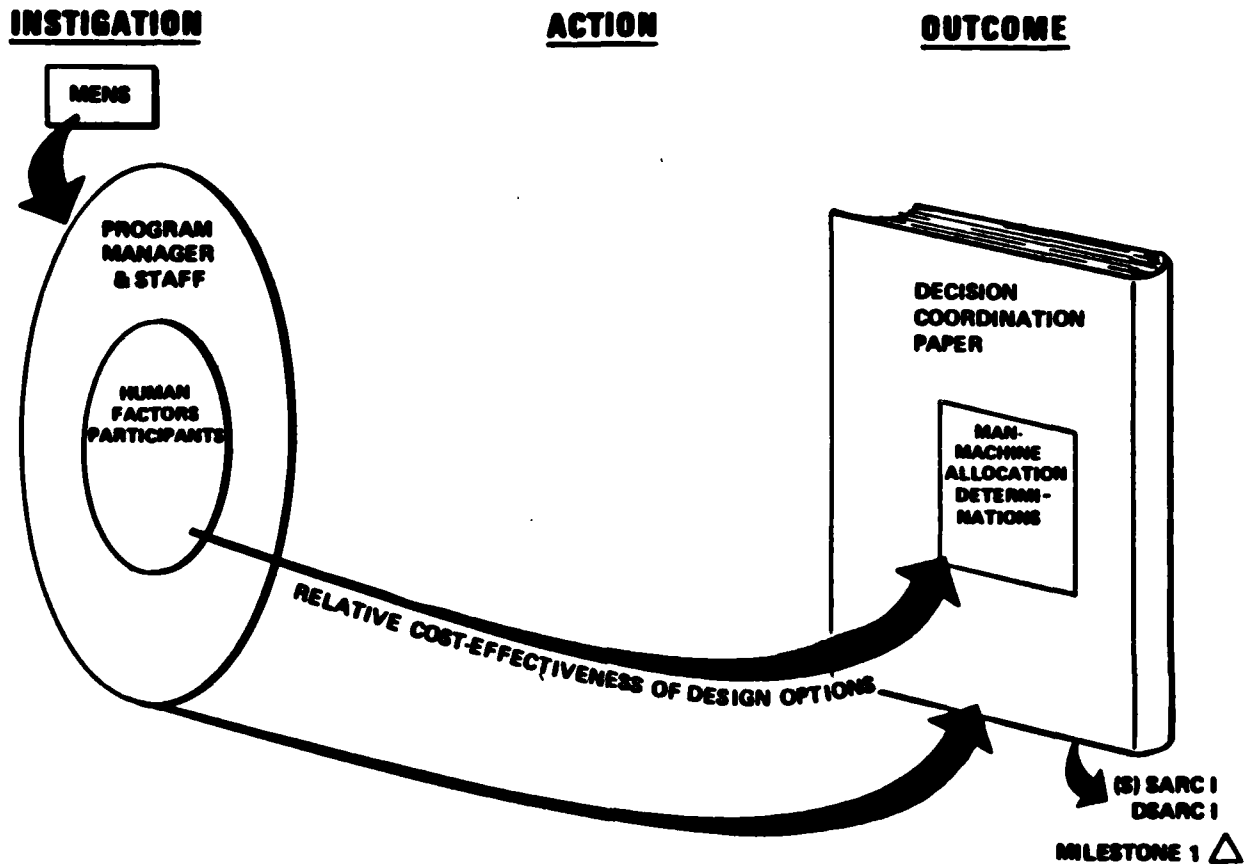 INSTIGATION
ACTION
OUTCOME
MENS
PROGRAM
MANAGER
& STAFF
HUMAN
FACTORS
PARTICIPANTS
RELATIVE COST-EFFECTIVENESS OF DESIGN OPTIONS
DECISION
COORDINATION
PAPER
MAN-
MACHINE
ALLOCATION
DETERMI-
NATIONS
(S) SARC I
DSARC I
MILESTONE 1